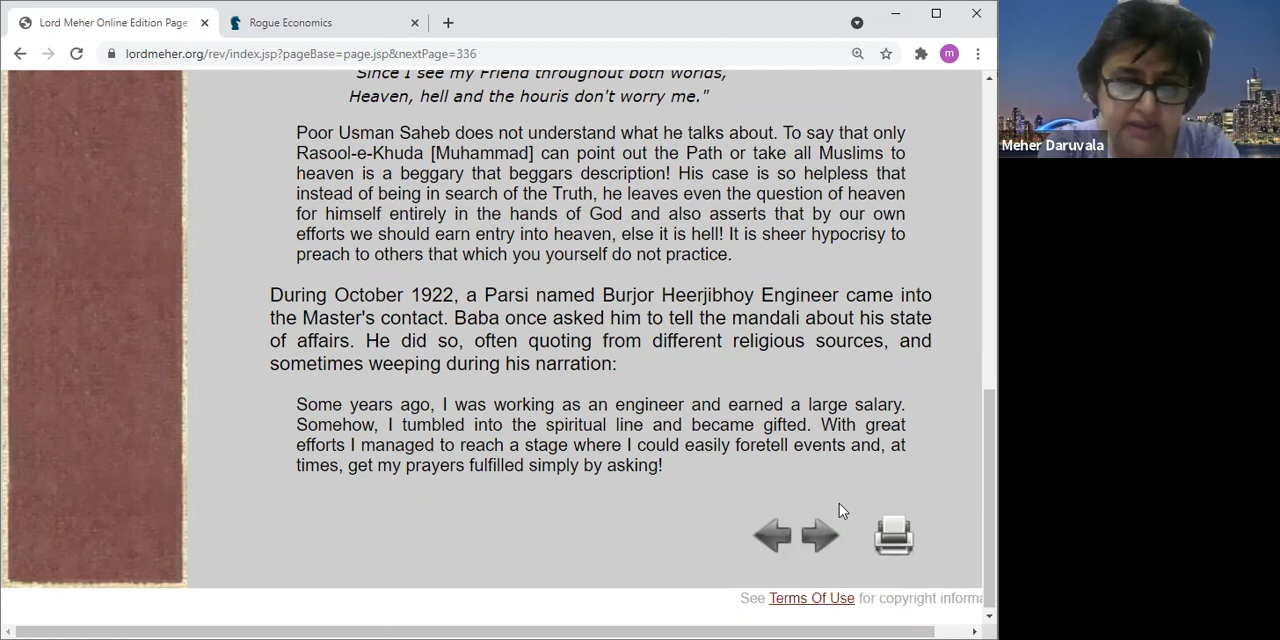 Lord Meher Online Edition Page
Rogue Economics
lordmeher.org/rev/index.jsp?pageBase=page.jsp&nextPage=336
m
"Since I see my Friend throughout both worlds,
Heaven, hell and the houris don't worry me."
Poor Usman Saheb does not understand what he talks about. To say that only
Rasool-e-Khuda [Muhammad] can point out the Path or take all Muslims to
heaven is a beggary that beggars description! His case is so helpless that
instead of being in search of the Truth, he leaves even the question of heaven
for himself entirely in the hands of God and also asserts that by our own
efforts we should earn entry into heaven, else it is hell! It is sheer hypocrisy to
preach to others that which you yourself do not practice.
During October 1922, a Parsi named Burjor Heerjibhoy Engineer came into
the Master's contact. Baba once asked him to tell the mandali about his state
of affairs. He did so, often quoting from different religious sources, and
sometimes weeping during his narration:
Some years ago, I was working as an engineer and earned a large salary.
Somehow, I tumbled into the spiritual line and became gifted. With great
efforts I managed to reach a stage where I could easily foretell events and, at
times, get my prayers fulfilled simply by asking!
See Terms Of Use for copyright informa
Meher Daruvala